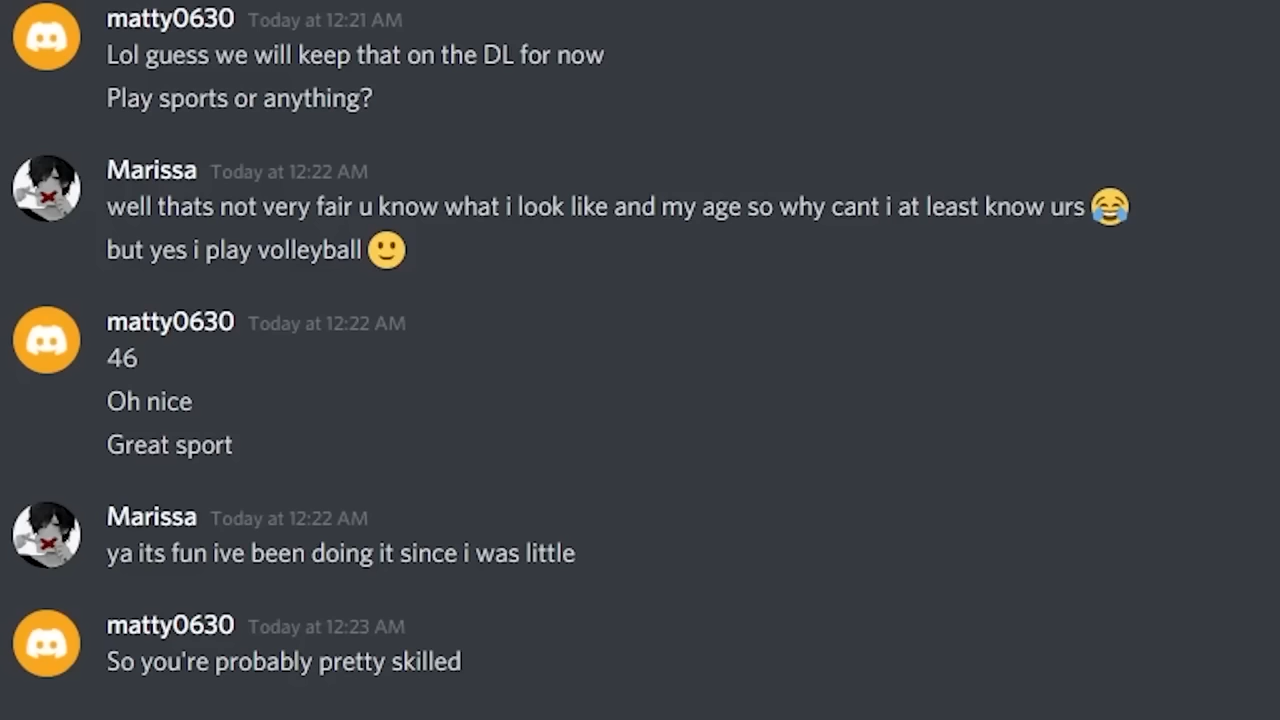 matty0630 Today at 12:21 AM
Lol guess we will keep that on the DL for now
Play sports or anything?
Marissa Today at 12:22 AM
well thats not very fair u know what i look like and my age so why cant i at least know urs 😂
but yes i play volleyball 🙂
matty0630 Today at 12:22 AM
46
Oh nice
Great sport
Marissa Today at 12:22 AM
ya its fun ive been doing it since i was little
matty0630 Today at 12:23 AM
So you're probably pretty skilled